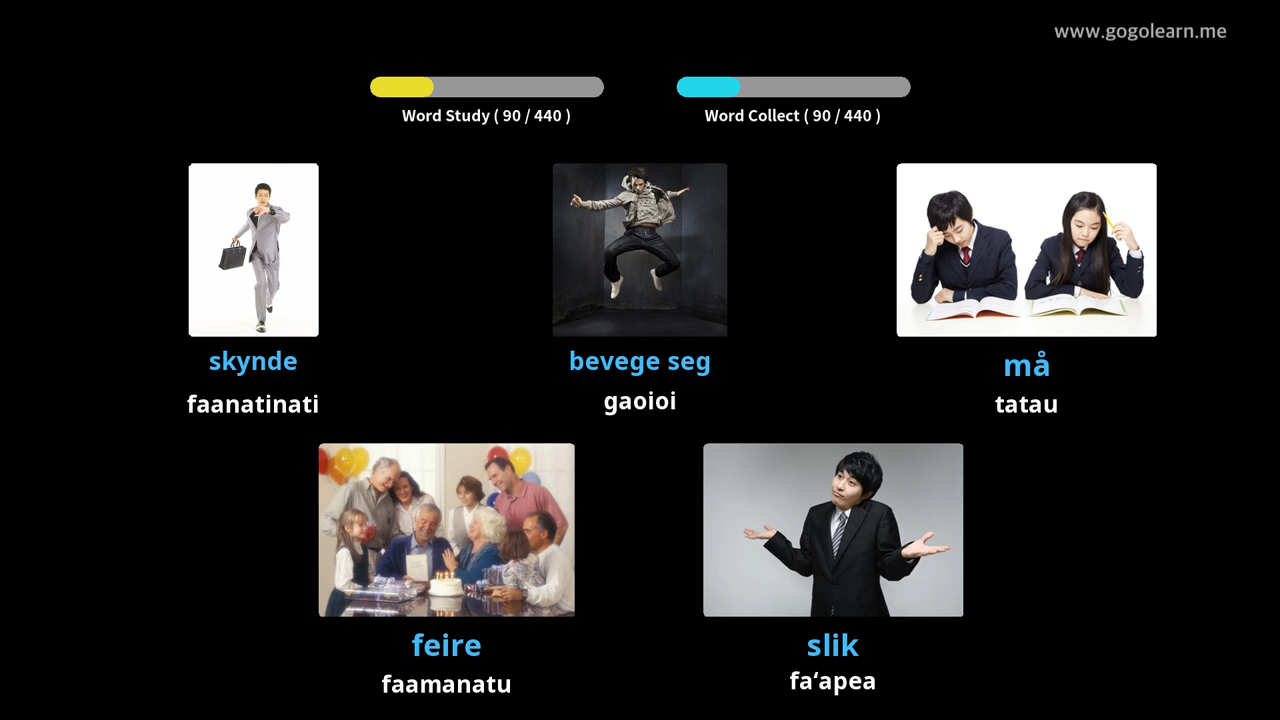 www.gogolearn.me
Word Study ( 90 / 440 )
Word Collect ( 90 / 440 )
skynde
faanatinati
bevege seg
gaoioi
må
tatau
feire
faamanatu
slik
fa‘apea